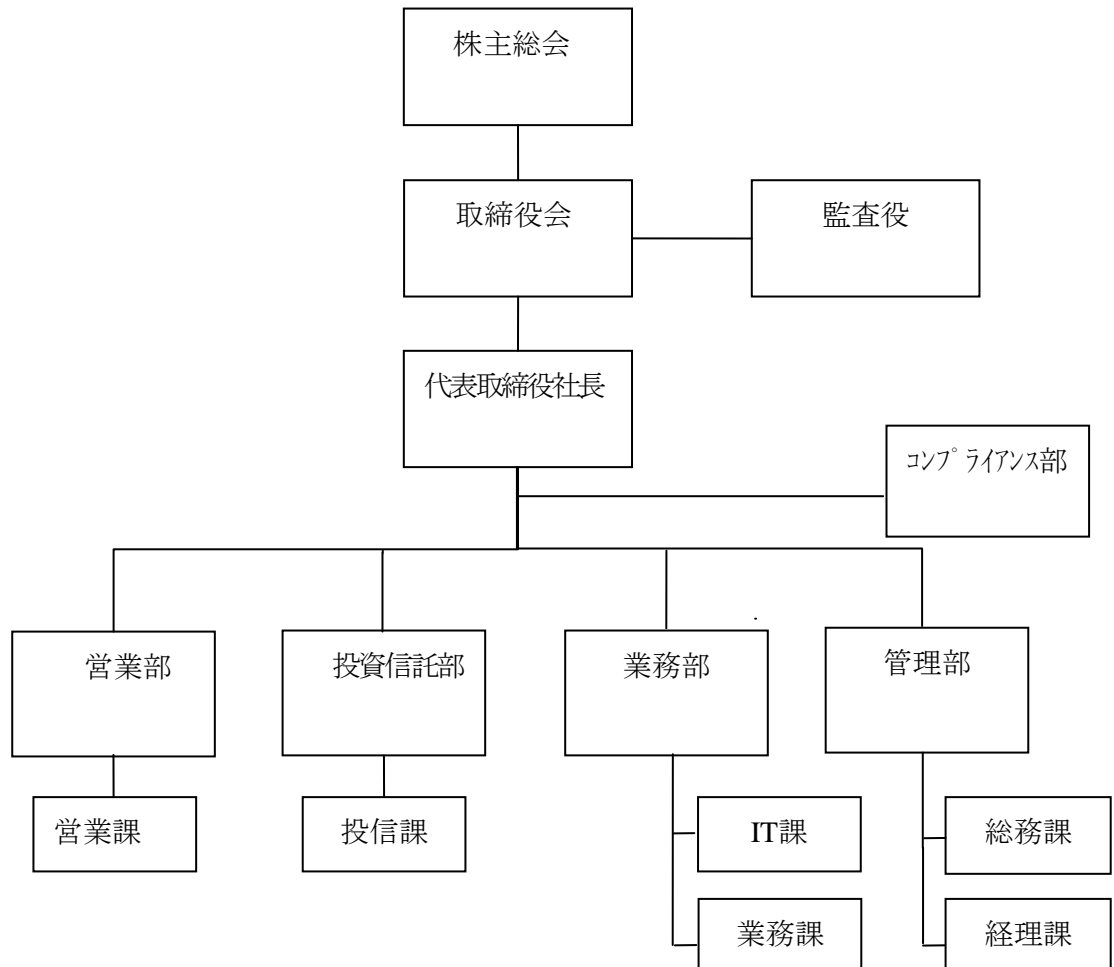 株主総会
取締役会
監査役
代表取締役社長
コンプライアンス部
営業部
投資信託部
業務部
管理部
営業課
投信課
IT課
総務課
業務課
経理課